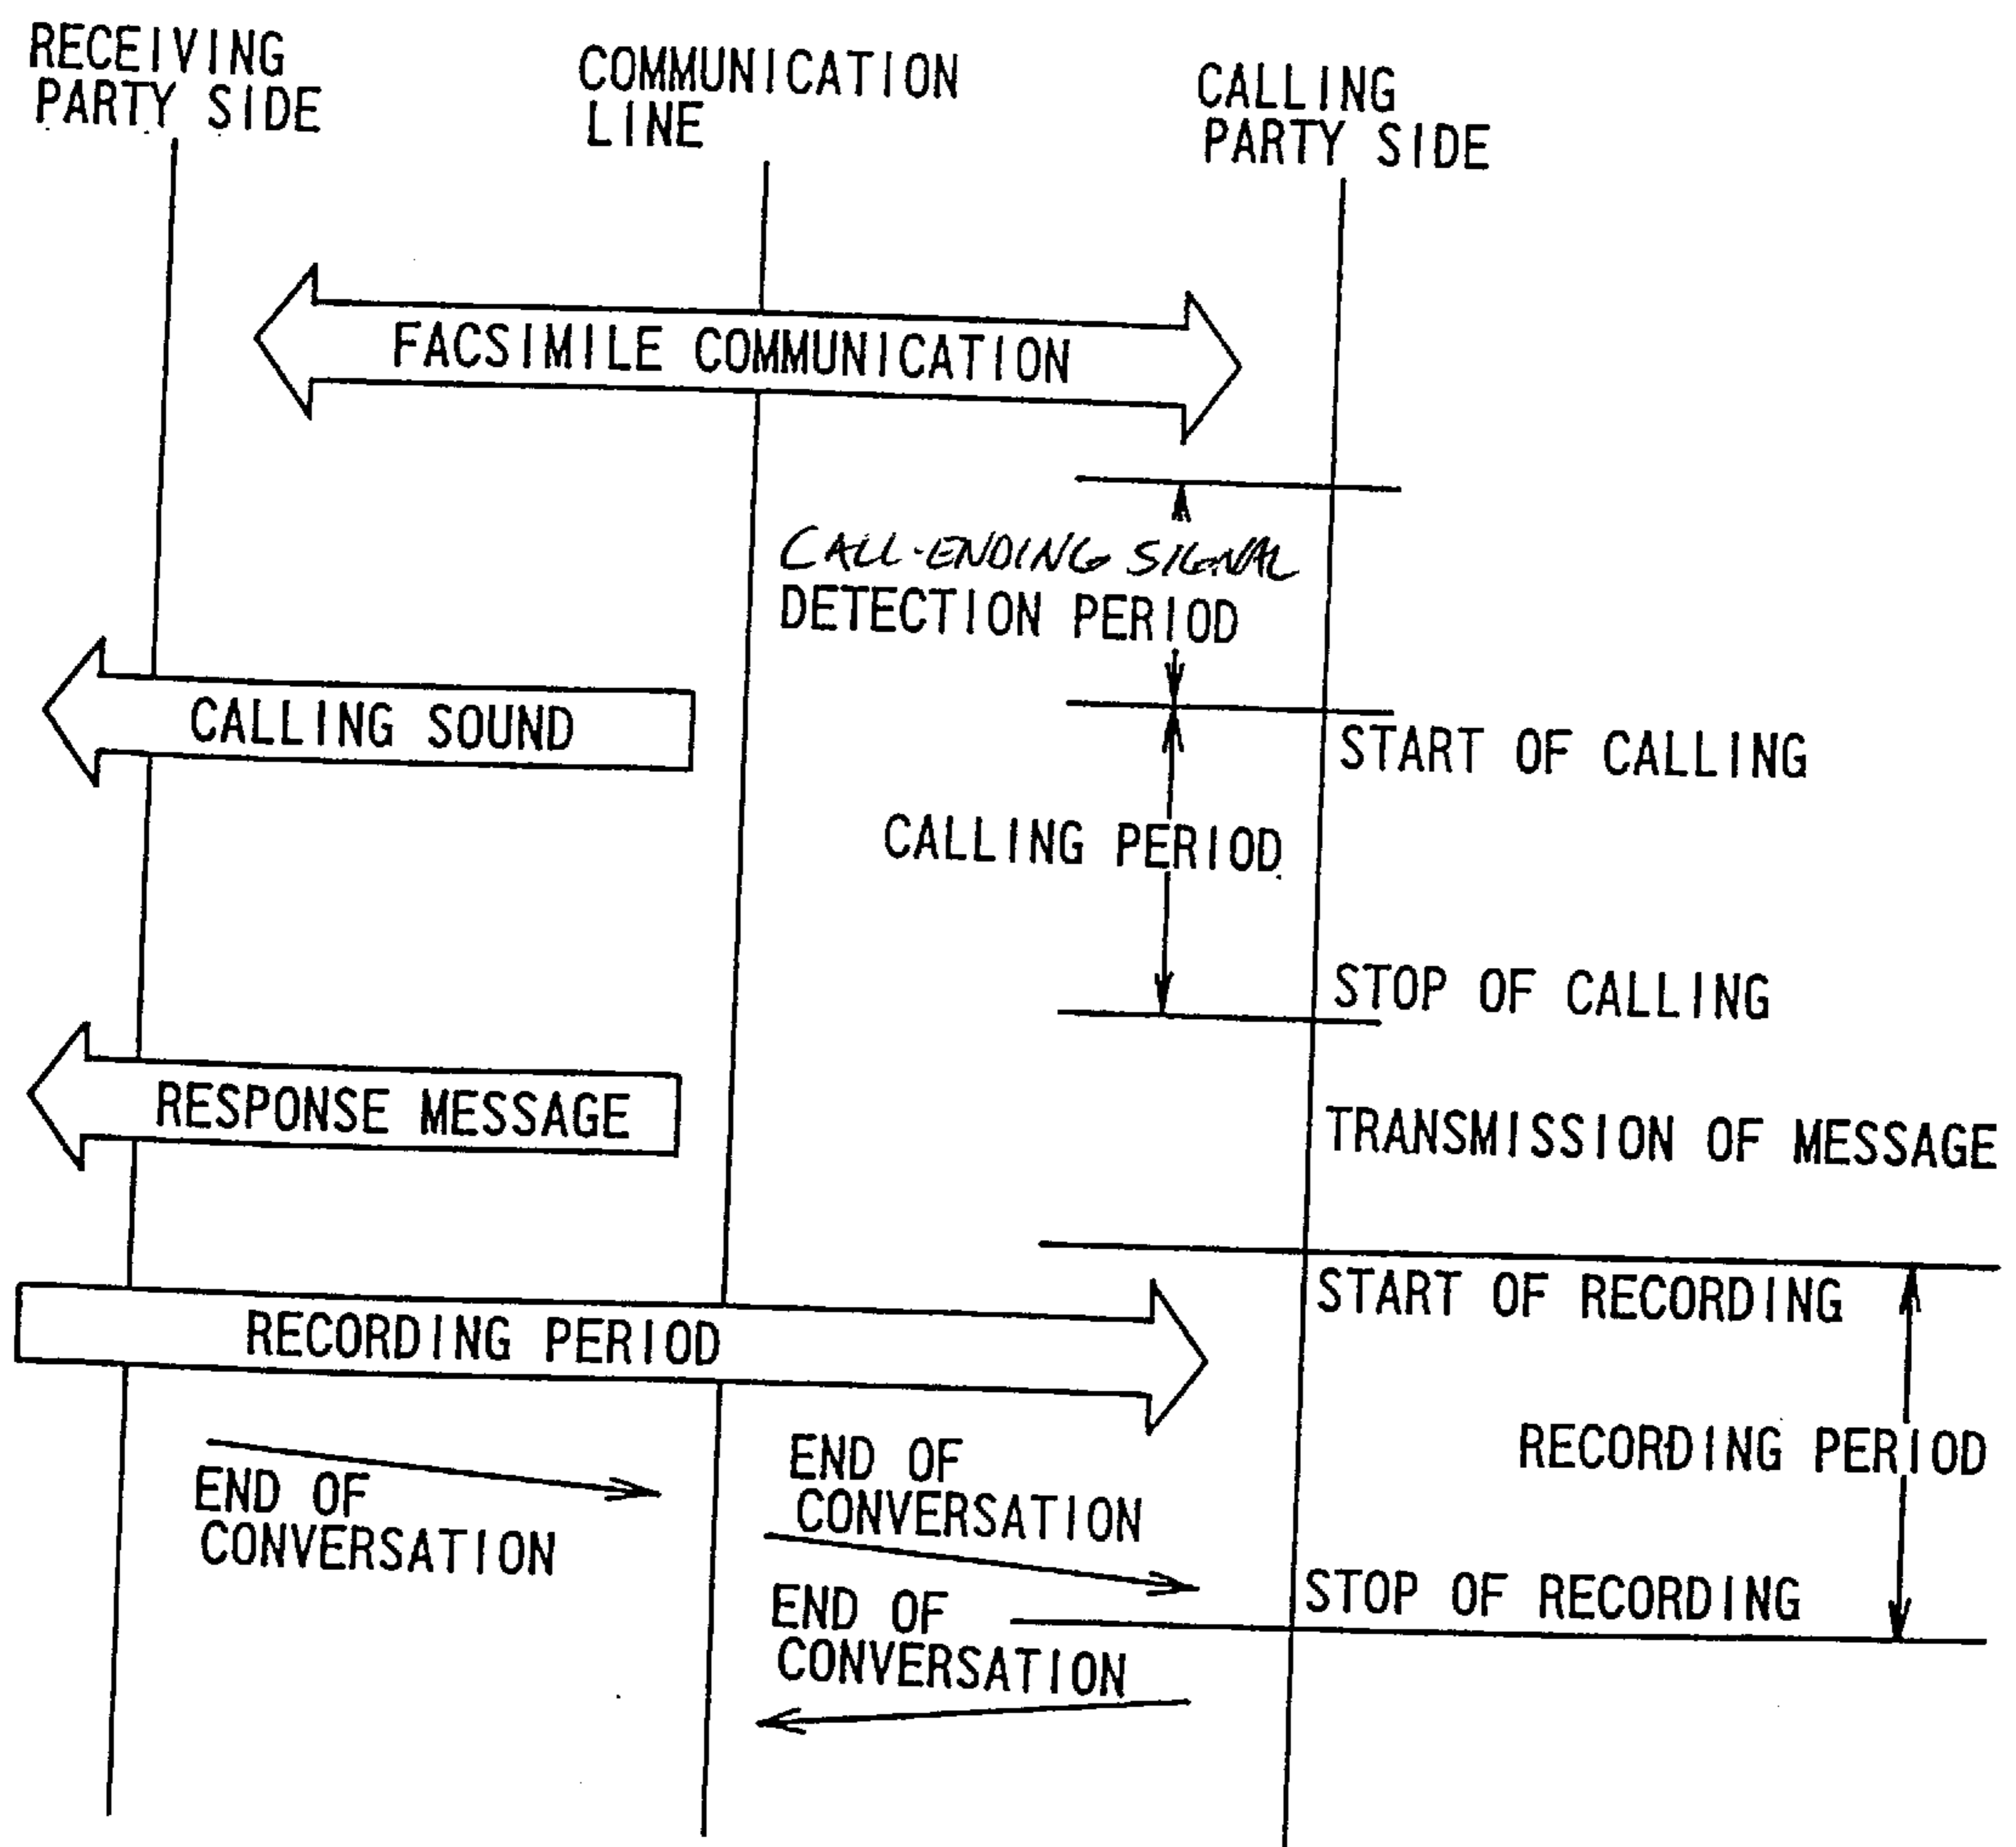 RECEIVING
PARTY SIDE
COMMUNICATION
LINE
CALLING
PARTY SIDE
FACSIMILE COMMUNICATION
CALL-ENDING SIGNAL
DETECTION PERIOD
CALLING SOUND
START OF CALLING
CALLING PERIOD
STOP OF CALLING
RESPONSE MESSAGE
TRANSMISSION OF MESSAGE
START OF RECORDING
RECORDING PERIOD
RECORDING PERIOD
END OF
CONVERSATION
END OF
CONVERSATION
STOP OF RECORDING
END OF
CONVERSATION